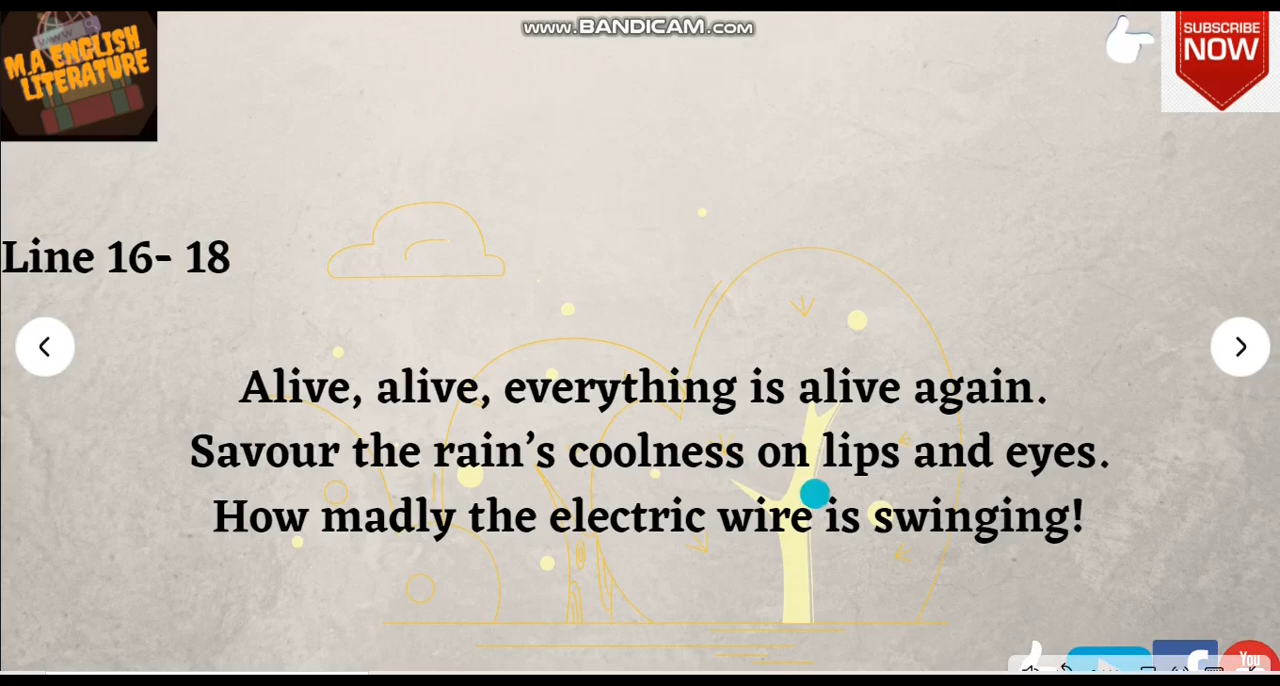 www.BANDICAM.com
M.A ENGLISH
LITERATURE
SUBSCRIBE
NOW
Line 16- 18
Alive, alive, everything is alive again.
Savour the rain’s coolness on lips and eyes.
How madly the electric wire is swinging!
You